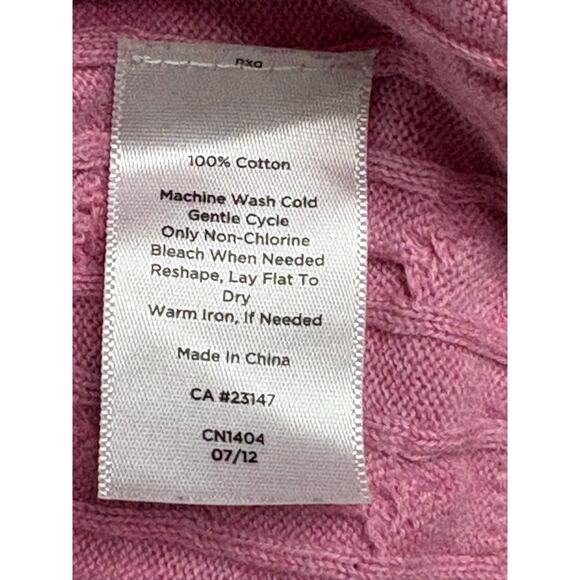 100% Cotton
Machine Wash Cold
Gentle Cycle
Only Non-Chlorine
Bleach When Needed
Reshape, Lay Flat To
Dry
Warm Iron, If Needed
Made In China
CA #23147
CN1404
07/12